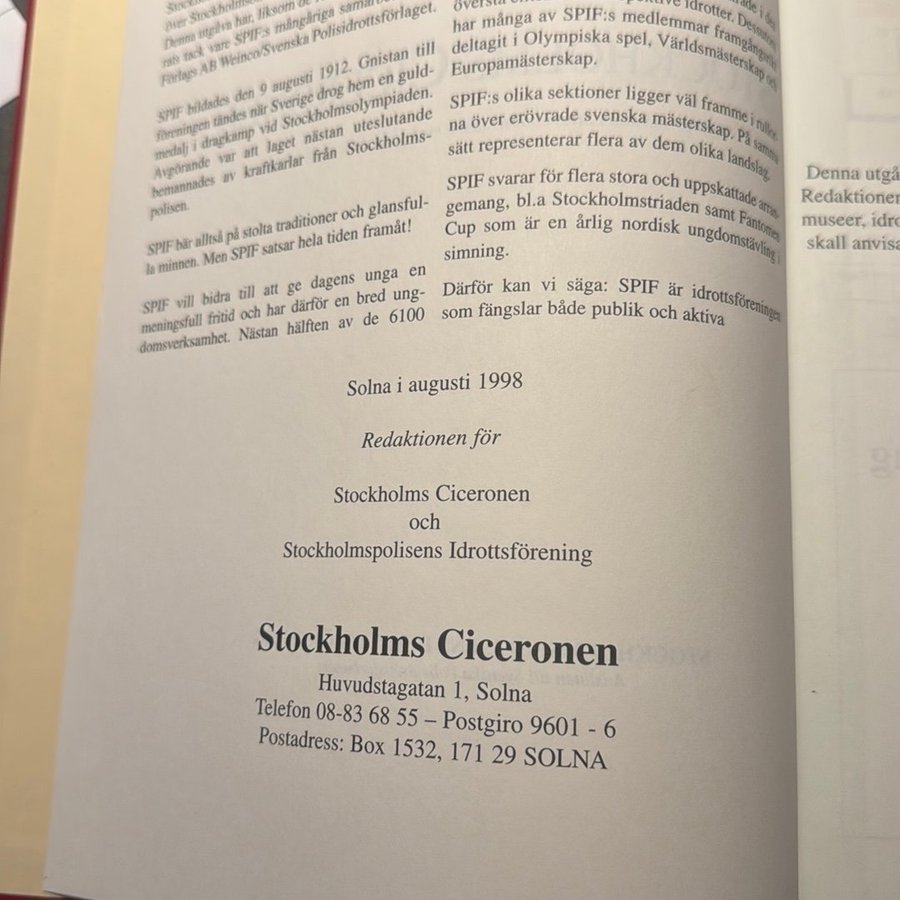 över Stockholms
Denna utgåva har, liksom de
rats tack vare SPIF:s mångåriga samarbe
Förlags AB Weinco/Svenska Polisidrottsförlaget.
SPIF bildades den 9 augusti 1912. Gnistan till
föreningen tändes när Sverige drog hem en guld-
medalj i dragkamp vid Stockholmsolympiaden.
Avgörande var att laget nästan uteslutande
bemannades av kraftkarlar från Stockholms-
polisen.
SPIF bär alltså på stolta traditioner och glansful-
la minnen. Men SPIF satsar hela tiden framåt!
SPIF vill bidra till att ge dagens unga en
meningsfull fritid och har därför en bred ung-
domsverksamhet. Nästan hälften av de 6100
översta
idrotter. Dessutom
har många av SPIF:s medlemmar framgångsrikt
deltagit i Olympiska spel, Världsmästerskap och
Europamästerskap.
SPIF:s olika sektioner ligger väl framme i rullor-
na över erövrade svenska mästerskap. På samma
sätt representerar flera av dem olika landslag.
SPIF svarar för flera stora och uppskattade arran-
gemang, bl.a Stockholmstriaden samt Fantomen
Cup som är en årlig nordisk ungdomstävling i
simning.
Därför kan vi säga: SPIF är idrottsföreningen
som fängslar både publik och aktiva
Solna i augusti 1998
Redaktionen för
Stockholms Ciceronen
och
Stockholmspolisens Idrottsförening
Stockholms Ciceronen
Huvudstagatan 1, Solna
Telefon 08-83 68 55 – Postgiro 9601 - 6
Postadress: Box 1532, 171 29 SOLNA
Denna utgå
Redaktioner
museer, idro
skall anvisa